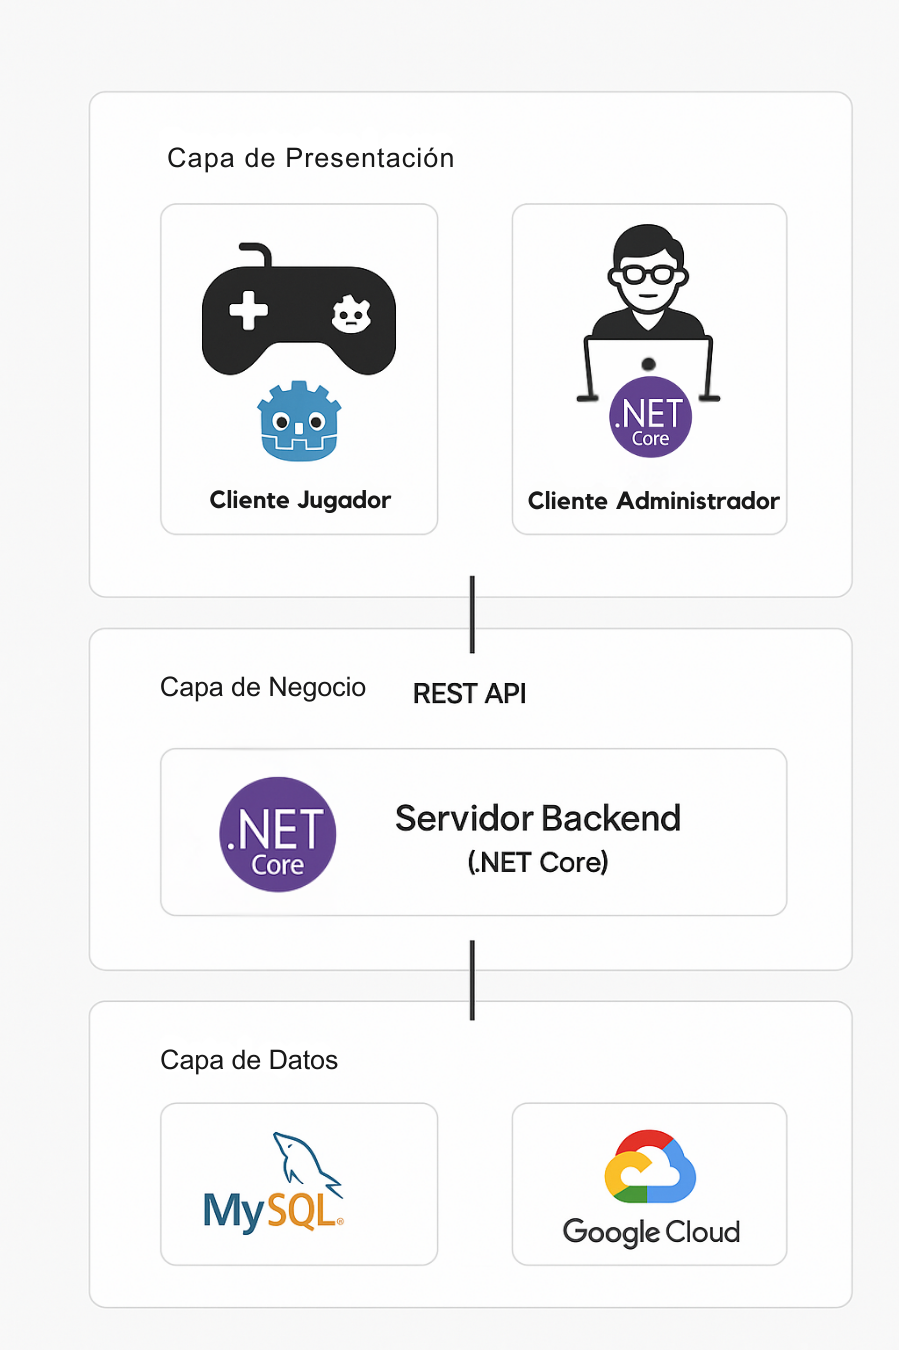 Capa de Presentación
.NET
Core
Cliente Jugador
Cliente Administrador
Capa de Negocio
REST API
.NET
Core
Servidor Backend
(.NET Core)
Capa de Datos
MySQL®
Google Cloud